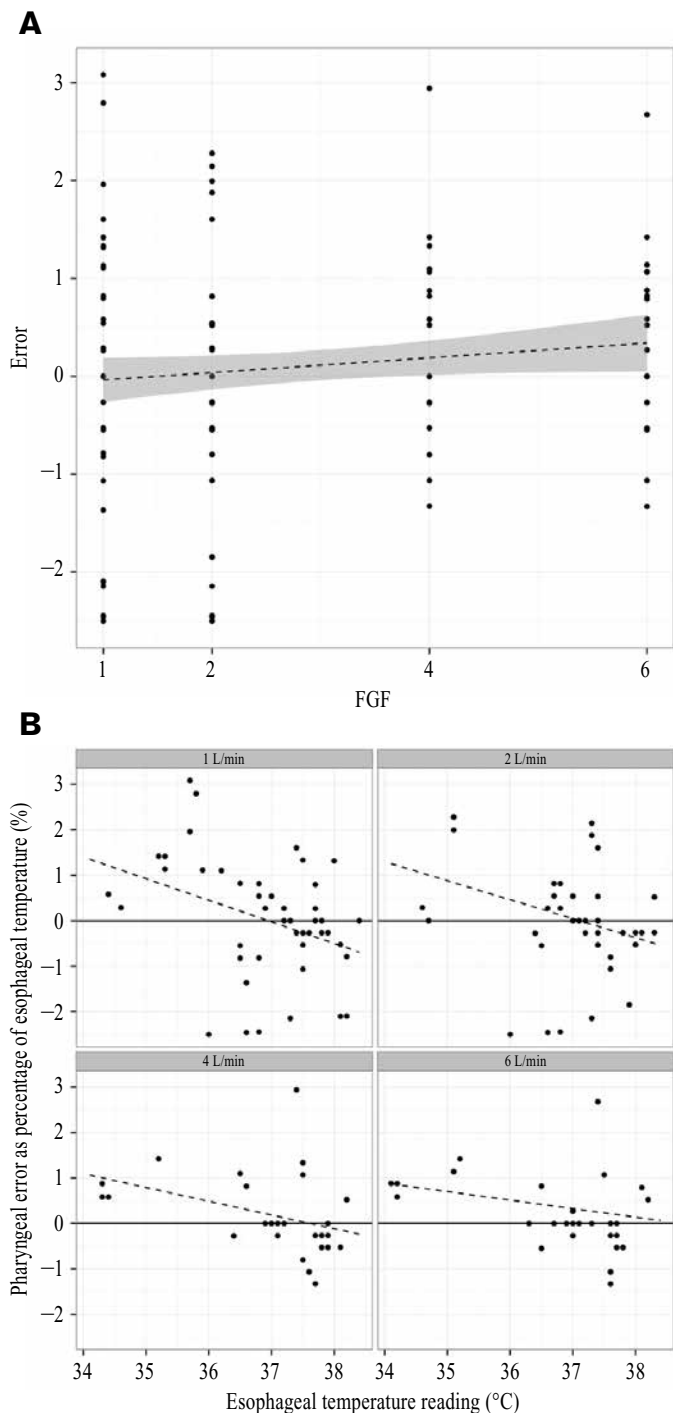 A
3
2
1
0
−1
−2
Error
1 2 4 6
FGF
B
1 L/min 2 L/min
3
2
1
0
−1
−2
4 L/min 6 L/min
3
2
1
0
−1
−2
Pharyngeal error as percentage of esophageal temperature (%)
34 35 36 37 38 34 35 36 37 38
Esophageal temperature reading (°C)